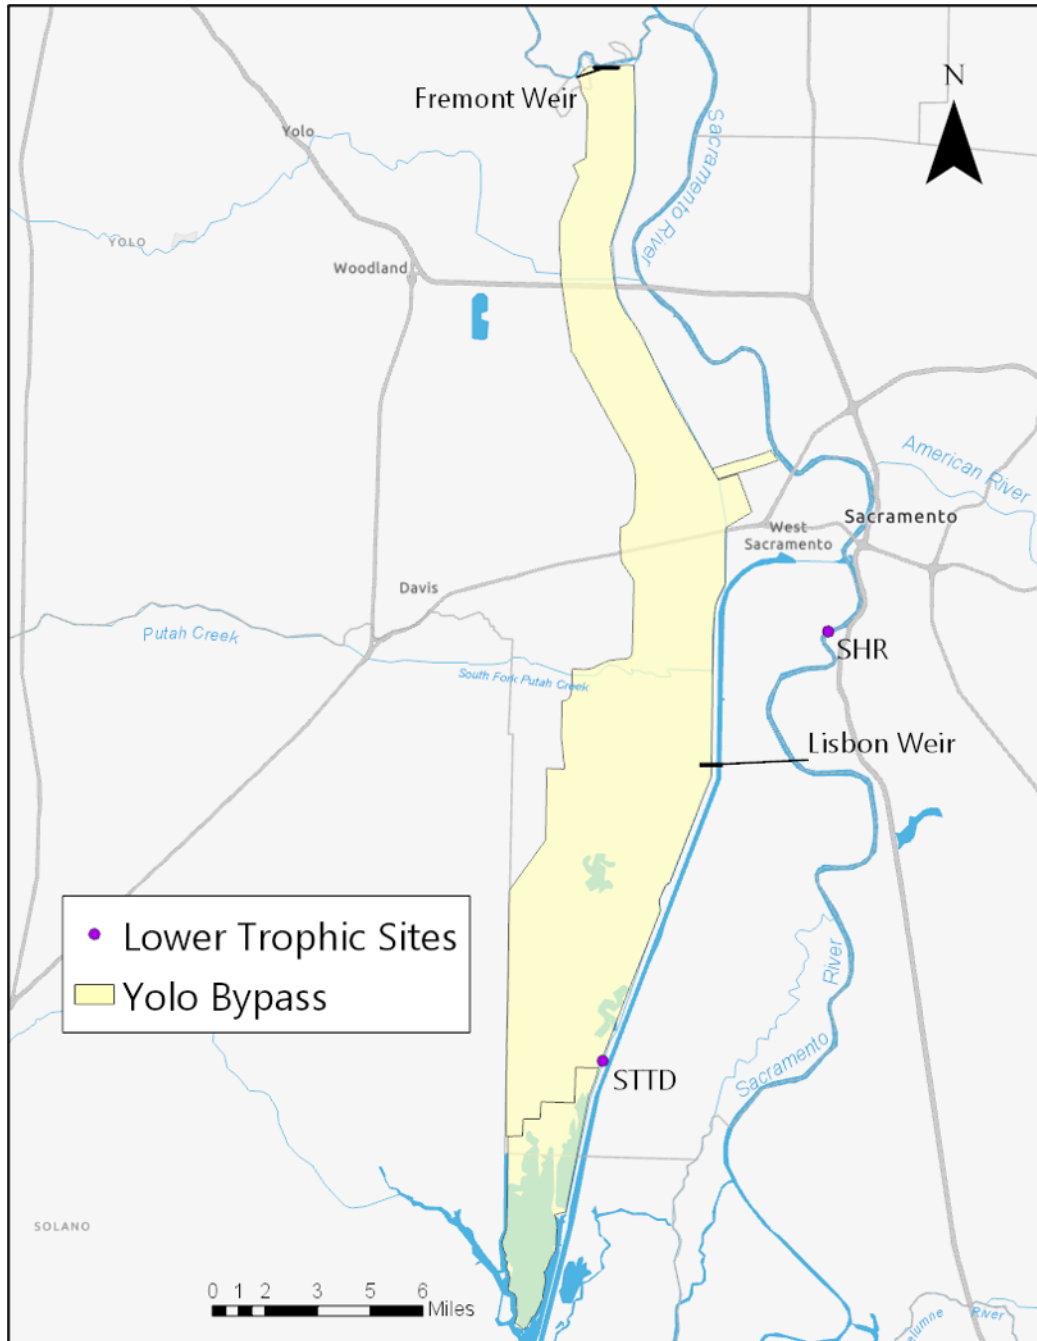 N
Fremont Weir
Sacramento River
Yolo
YOLO
Woodland
American River
Sacramento
West
Sacramento
Davis
Putah Creek
South Fork Putah Creek
SHR
Lisbon Weir
Lower Trophic Sites
Yolo Bypass
Sacramento River
STTD
SOLANO
0 1 2 3 5 6
Miles
River